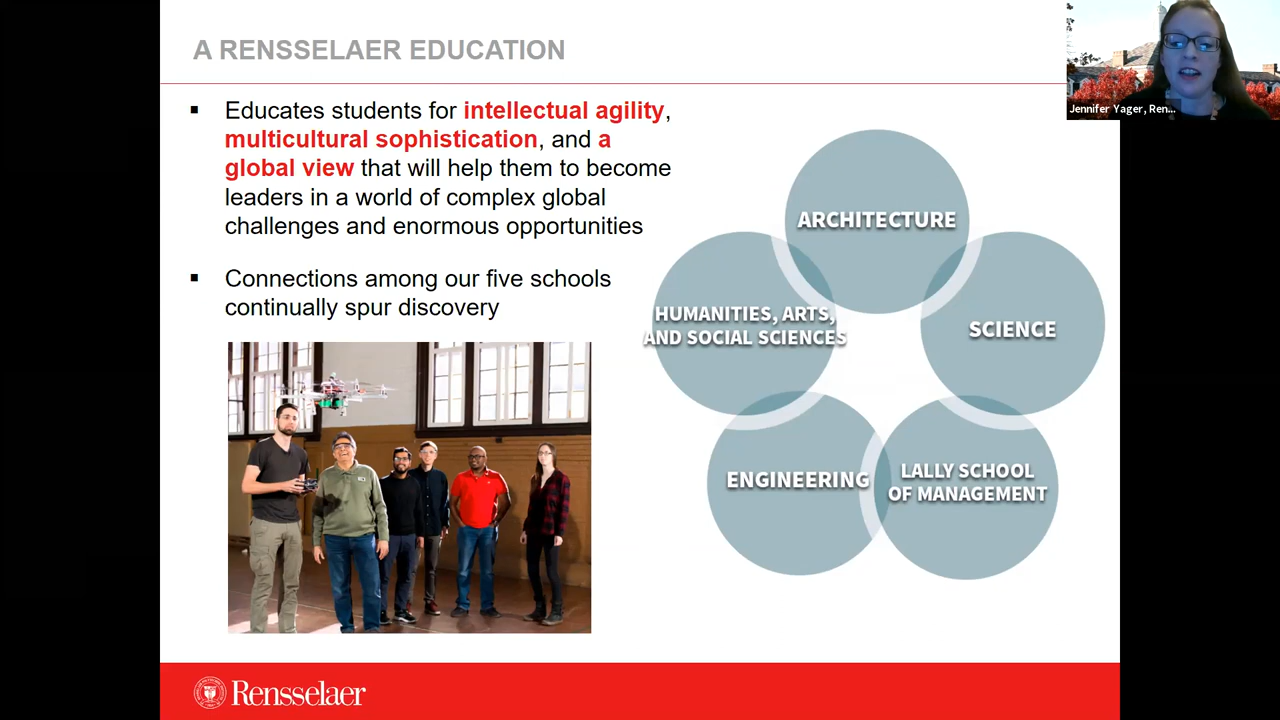 A RENSSELAER EDUCATION
Jennifer Yager, Ren...
▪ Educates students for intellectual agility,
multicultural sophistication, and a
global view that will help them to become
leaders in a world of complex global
challenges and enormous opportunities
▪ Connections among our five schools
continually spur discovery
ARCHITECTURE
HUMANITIES, ARTS,
AND SOCIAL SCIENCES
SCIENCE
ENGINEERING
LALLY SCHOOL
OF MANAGEMENT
Rensselaer